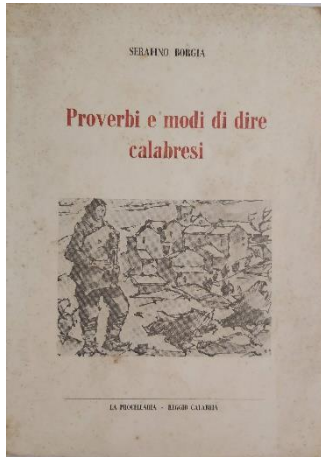 SERAFINO BORGIA
Proverbi e modi di dire
calabresi
LA PROCELLARIA - REGGIO CALABRIA